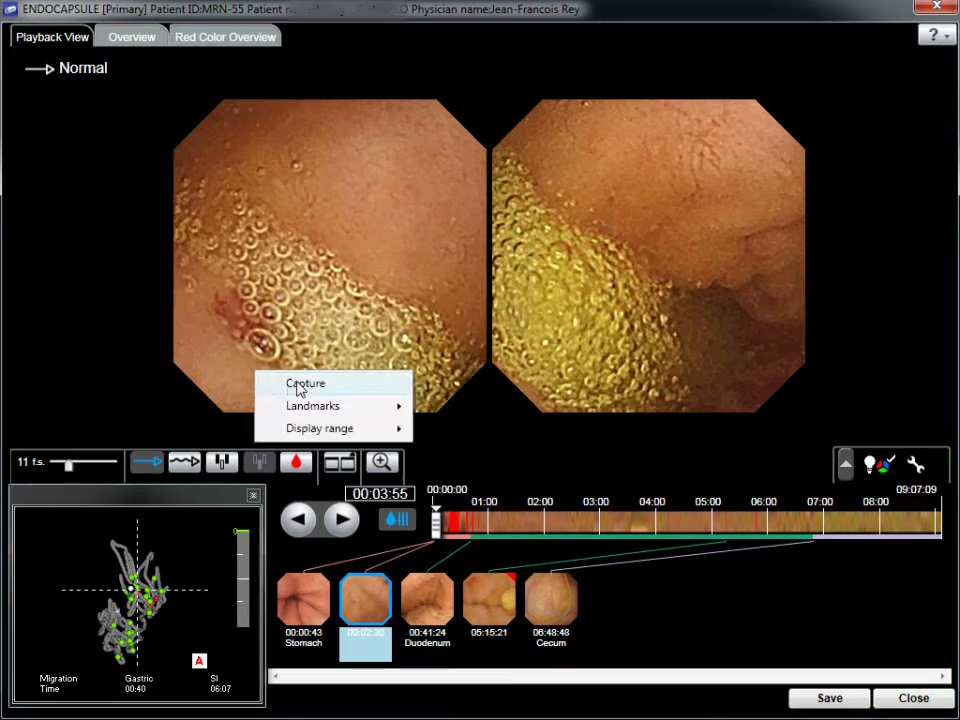 ENDOCAPSULE [Primary] Patient ID:MRN-55 Patient Physician name:Jean-Francois Rey
Playback View Overview Red Color Overview
?
Normal
Capture
Landmarks
Display range
11 f.s.
00:03:55
00:00:00 09:07:09
01:00 02:00 03:00 04:00 05:00 06:00 07:00 08:00
0
00:00:43 00:02:30 00:41:24 05:15:21 06:48:48
Stomach Duodenum Cecum
A
Migration Gastric SI
Time 00:40 06:07
Save Close